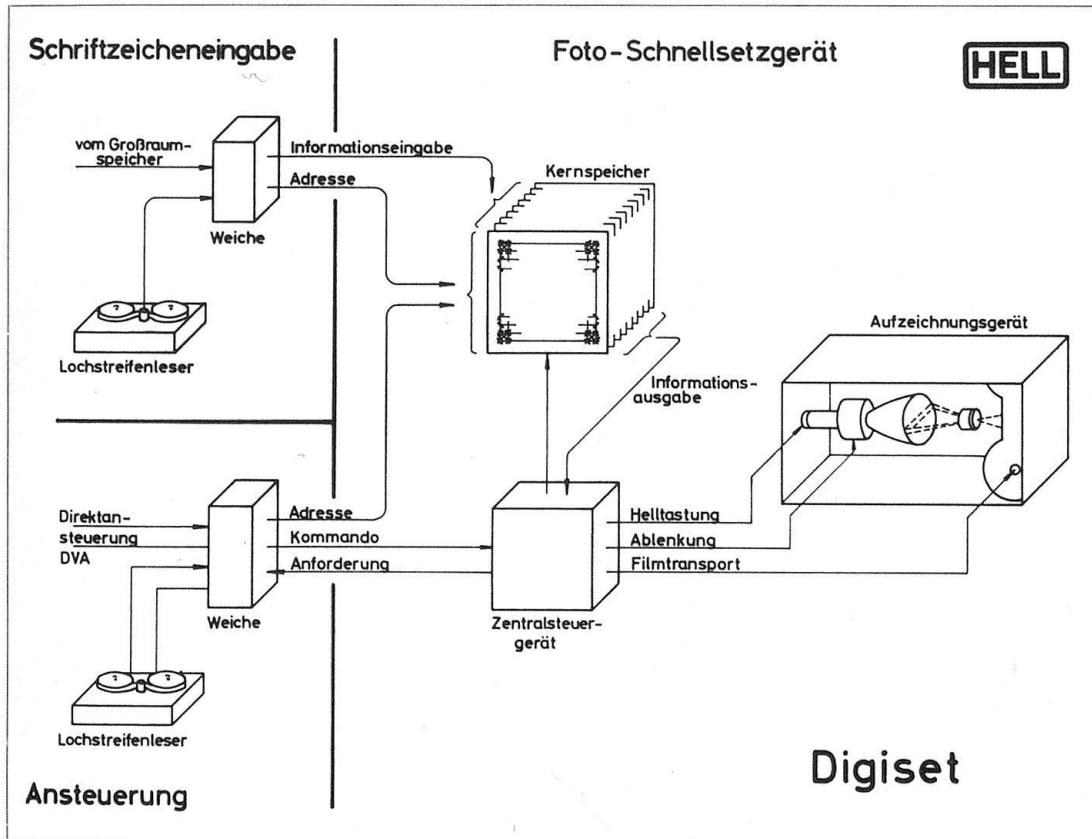 Schriftzeicheneingabe
Foto-Schnellsetzgerät
HELL
vom Großraum-
speicher
Informationseingabe
Adresse
Weiche
Lochstreifenleser
Kernspeicher
Informations-
ausgabe
Aufzeichnungsgerät
Direktan-
steuerung
DVA
Adresse
Kommando
Anforderung
Weiche
Lochstreifenleser
Zentralsteuer-
gerät
Helltastung
Ablenkung
Filmtransport
Ansteuerung
Digiset